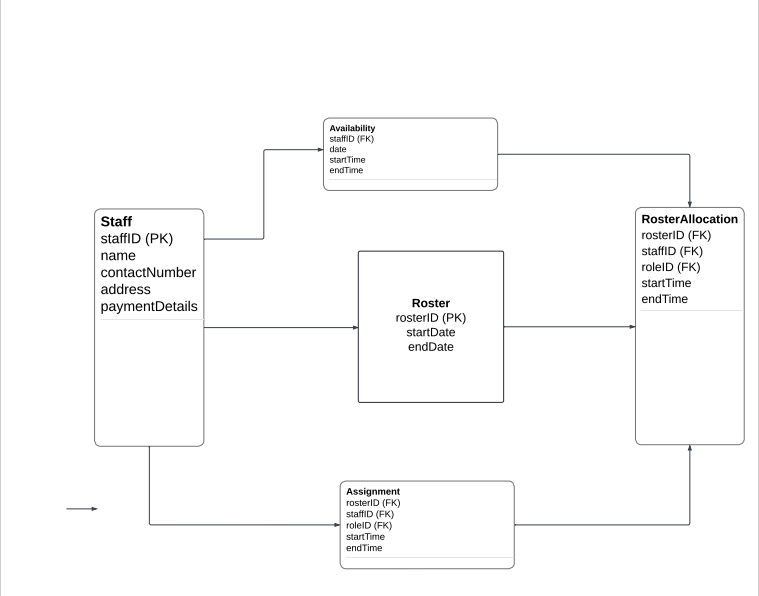 Availability
staffID (FK)
date
startTime
endTime
Staff
staffID (PK)
name
contactNumber
address
paymentDetails
Roster
rosterID (PK)
startDate
endDate
RosterAllocation
rosterID (FK)
staffID (FK)
roleID (FK)
startTime
endTime
Assignment
rosterID (FK)
staffID (FK)
roleID (FK)
startTime
endTime